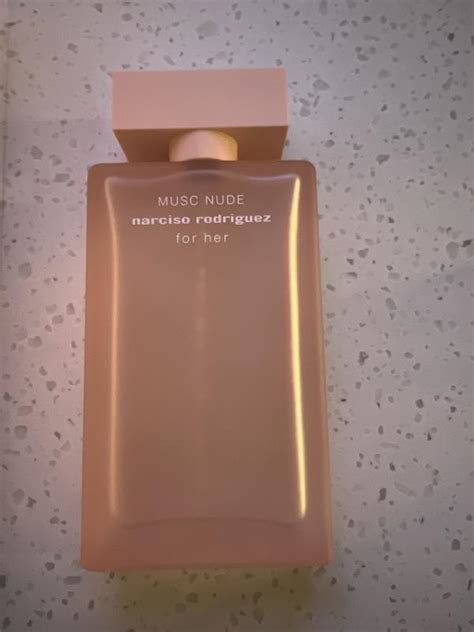 MUSC NUDE
narciso rodriguez
for her